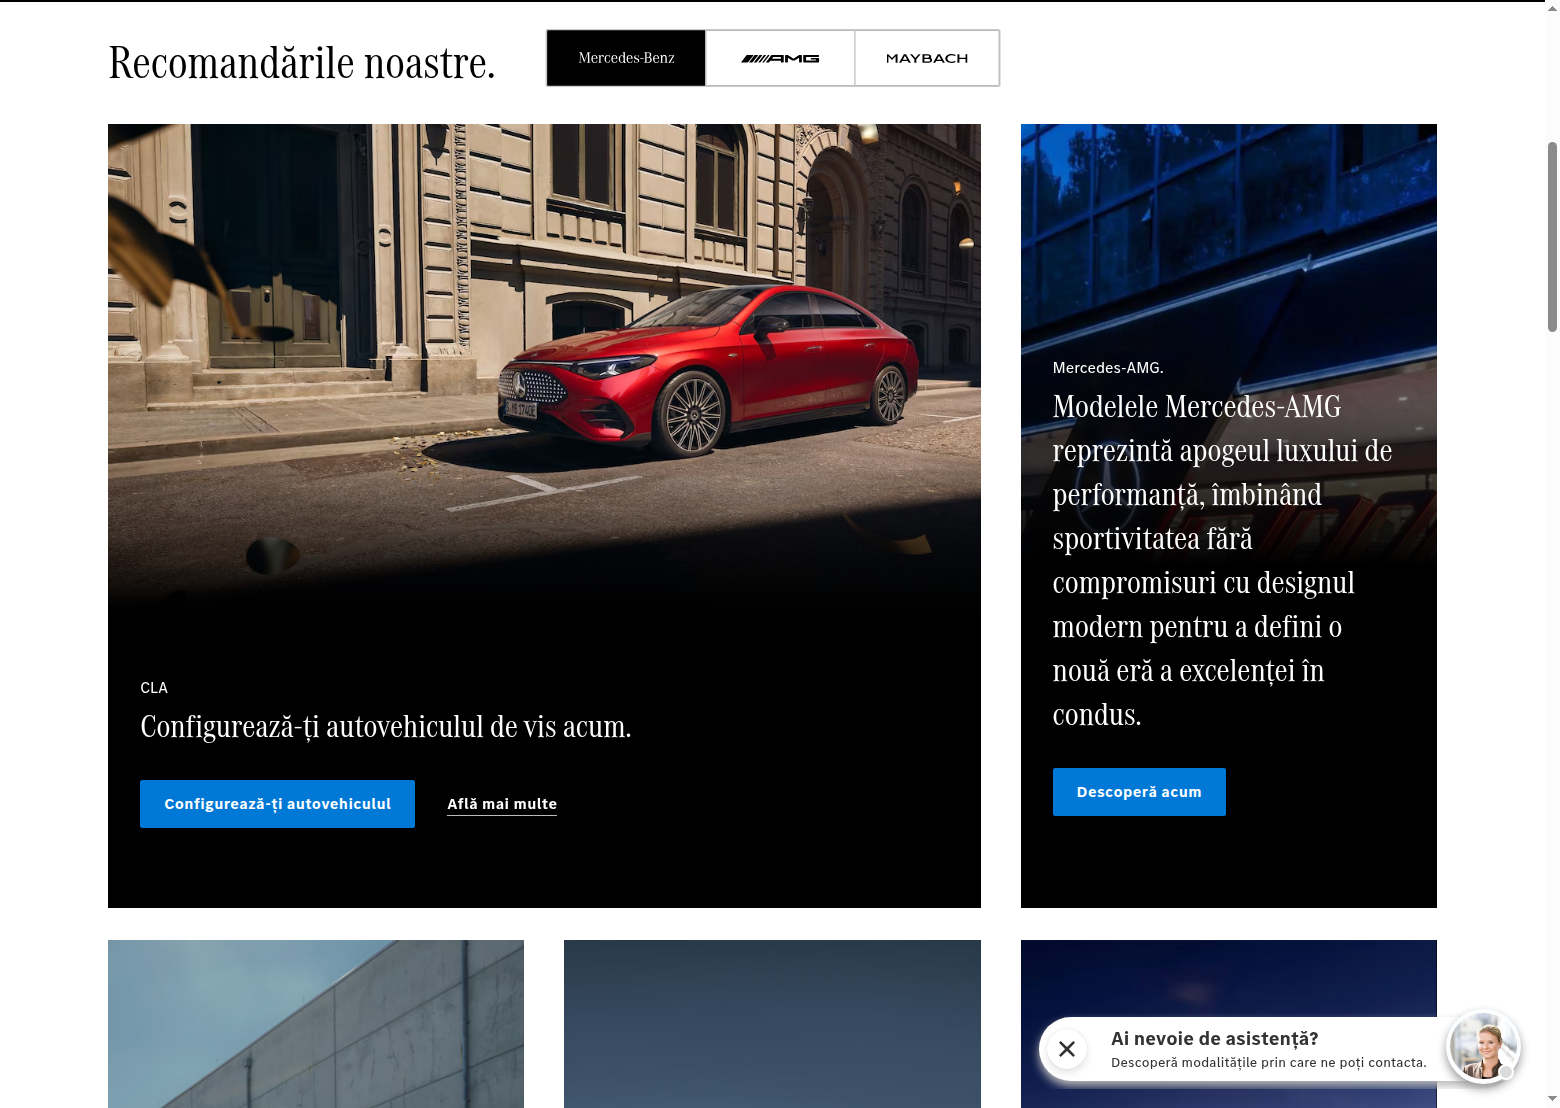 Recomandările noastre.
Mercedes-Benz
AMG
MAYBACH
CLA
Configurează-ți autovehiculul de vis acum.
Configurează-ți autovehiculul
Află mai multe
Mercedes-AMG.
Modelele Mercedes-AMG
reprezintă apogeul luxului de
performanță, îmbinând
sportivitatea fără
compromisuri cu designul
modern pentru a defini o
nouă eră a excelenței în
condus.
Descoperă acum
Ai nevoie de asistență?
Descoperă modalitățile prin care ne poți contacta.